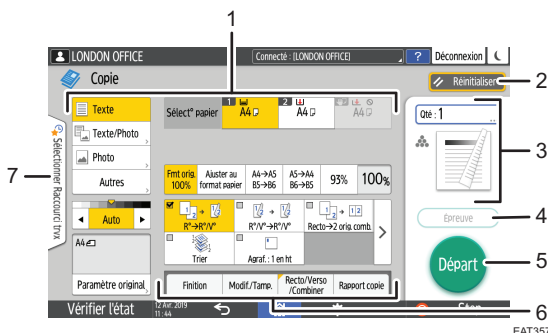 1
LONDON OFFICE
Connecté : [LONDON OFFICE]
?
Déconnexion
Copie
Réinitialiser
2
Texte
Texte/Photo
Photo
Autres
Sélect° papier
1
A4
2
A4
A4
Qté : 1
3
7
Sélectionner Raccourci trvx
Fmt orig.
100%
Ajuster au
format papier
A4→A5
B5→B6
A5→A4
B6→B5
93%
100%
Auto
R°→R°/V°
R°/V°→R°/V°
Recto→2 orig. comb.
Trier
Agraf. : 1 en ht
Épreuve
4
Départ
5
A4
Paramètre original
Finition
Modif./Tamp.
Recto/Verso
/Combiner
Rapport copie
6
Vérifier l'état
12 Avr. 2019
11 : 44
Stop
EAT357